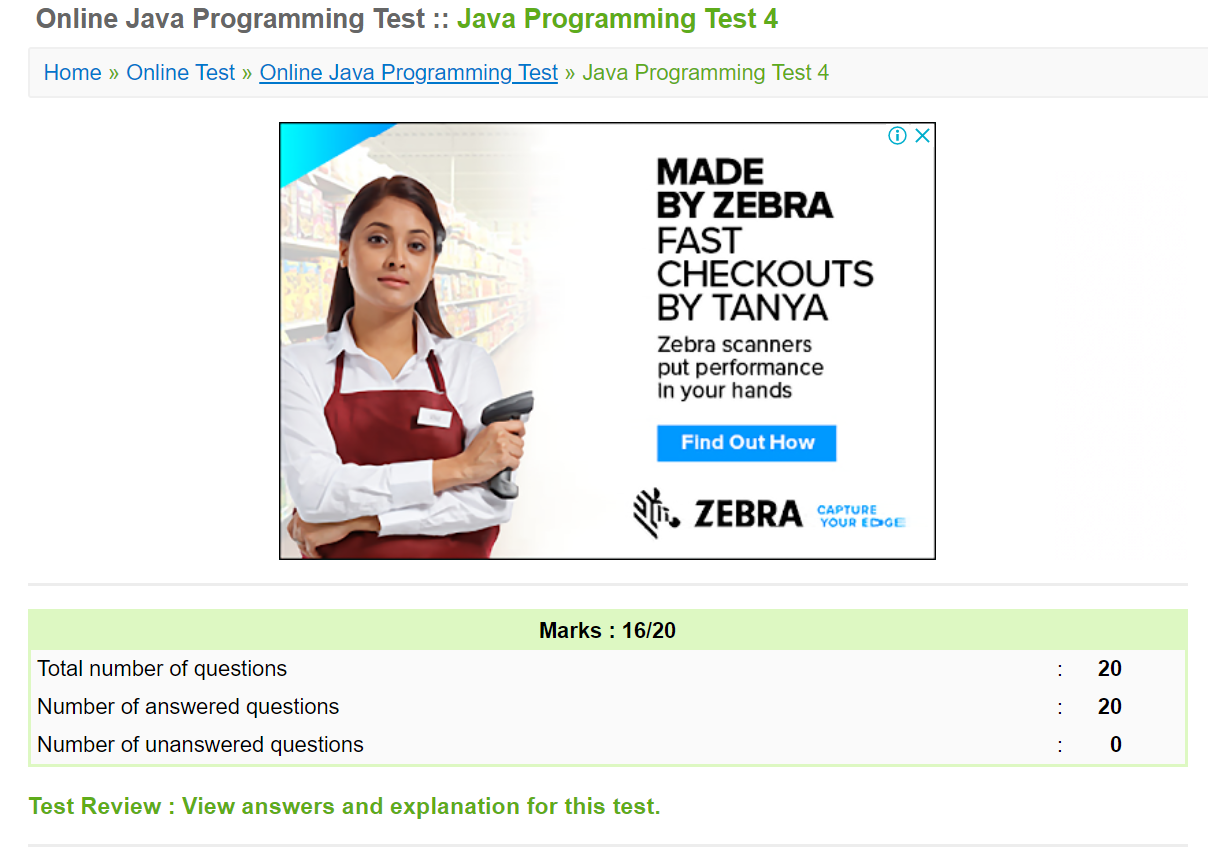 Online Java Programming Test :: Java Programming Test 4
Home » Online Test » Online Java Programming Test » Java Programming Test 4
MADE
BY ZEBRA
FAST
CHECKOUTS
BY TANYA
Zebra scanners
put performance
in your hands
Find Out How
ZEBRA
CAPTURE
YOUR EDGE
Marks : 16/20
Total number of questions : 20
Number of answered questions : 20
Number of unanswered questions : 0
Test Review : View answers and explanation for this test.